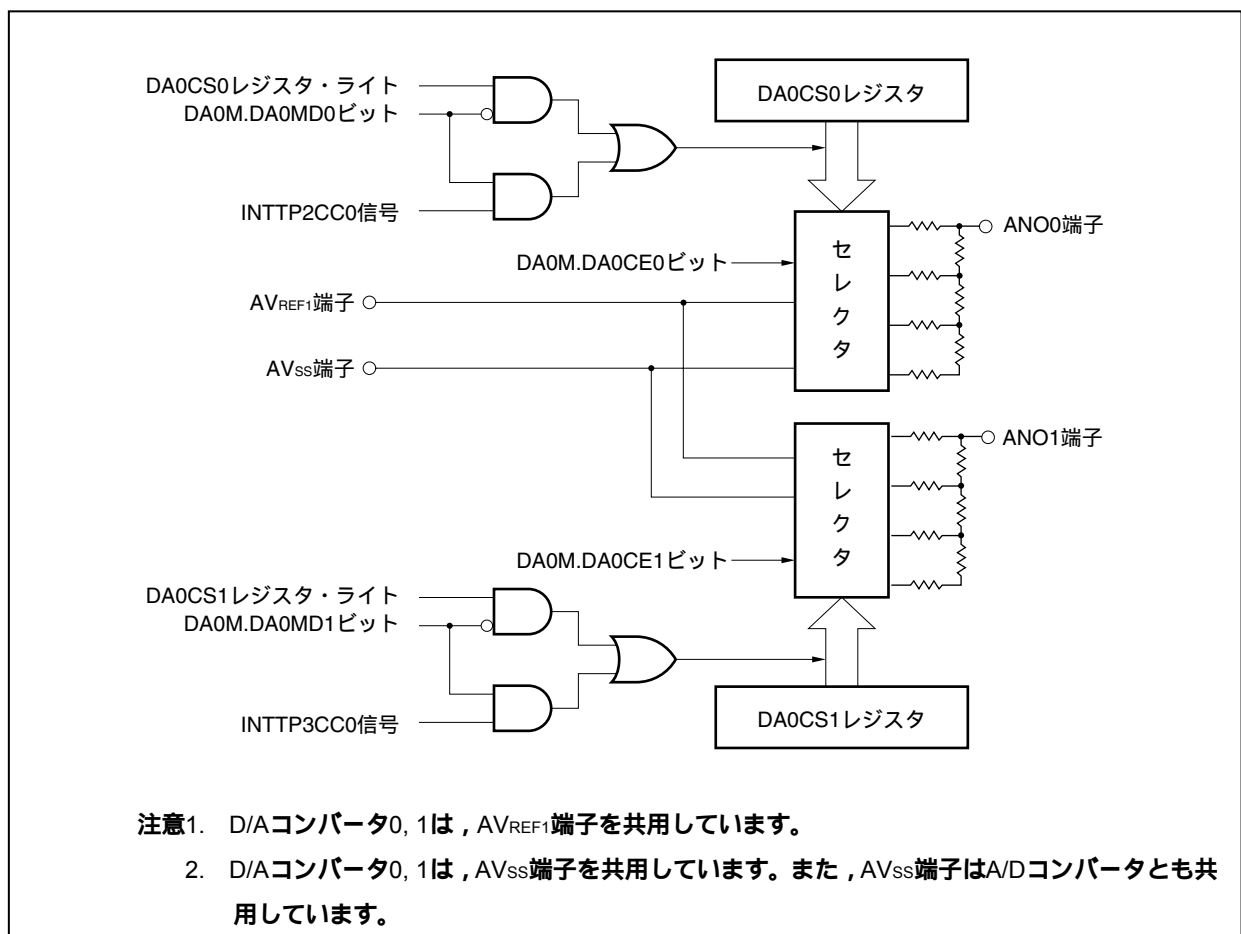 DA0CS0レジスタ・ライト
DA0M.DA0MD0ビット
INTTP2CC0信号
DA0CS0レジスタ
DA0M.DA0CE0ビット
セレクタ
ANO0端子
AVREF1端子
AVSS端子
セレクタ
ANO1端子
DA0M.DA0CE1ビット
DA0CS1レジスタ・ライト
DA0M.DA0MD1ビット
INTTP3CC0信号
DA0CS1レジスタ
注意1. D/Aコンバータ0, 1は,AVREF1端子を共用しています。
2. D/Aコンバータ0, 1は,AVSS端子を共用しています。また,AVSS端子はA/Dコンバータとも共
用しています。